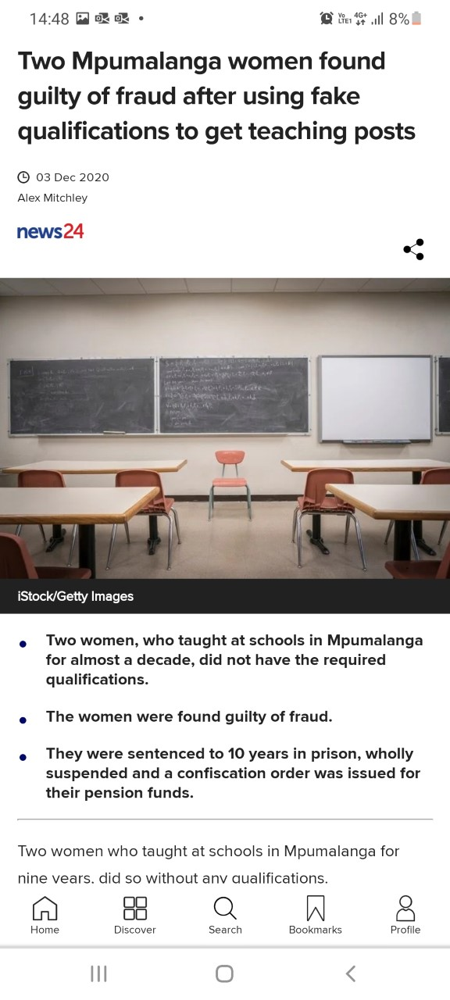 14:48
Vo LTE1 4G+ 8%
Two Mpumalanga women found
guilty of fraud after using fake
qualifications to get teaching posts
03 Dec 2020
Alex Mitchley
news24
iStock/Getty Images
Two women, who taught at schools in Mpumalanga
for almost a decade, did not have the required
qualifications.
The women were found guilty of fraud.
They were sentenced to 10 years in prison, wholly
suspended and a confiscation order was issued for
their pension funds.
Two women who taught at schools in Mpumalanga for
nine years, did so without any qualifications.
Home Discover Search Bookmarks Profile